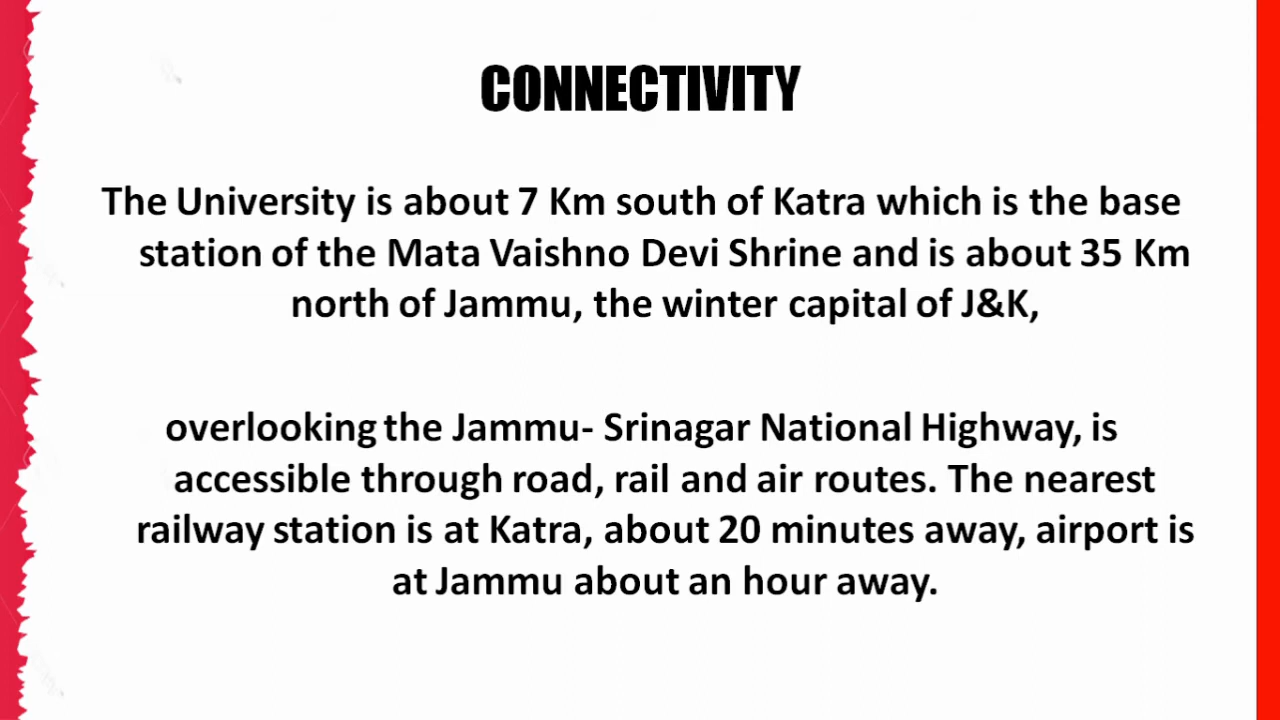 CONNECTIVITY
The University is about 7 Km south of Katra which is the base
station of the Mata Vaishno Devi Shrine and is about 35 Km
north of Jammu, the winter capital of J&K,
overlooking the Jammu- Srinagar National Highway, is
accessible through road, rail and air routes. The nearest
railway station is at Katra, about 20 minutes away, airport is
at Jammu about an hour away.